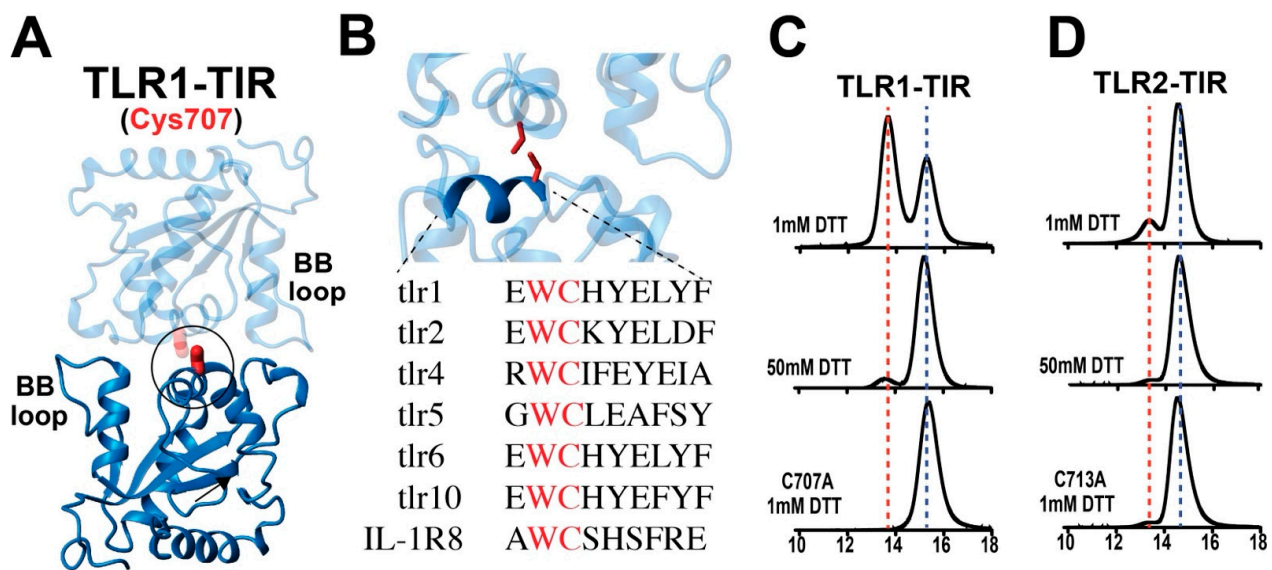 A
TLR1-TIR
(Cys707)
BB
loop
BB
loop
B
tlr1 EWCHYELYF
tlr2 EWCKYELDF
tlr4 RWCIFEYEIA
tlr5 GWCLEAFSY
tlr6 EWCHYELYF
tlr10 EWCHYEFYF
IL-1R8 AWCSHSFRE
C
TLR1-TIR
1mM DTT
50mM DTT
C707A
1mM DTT
10 12 14 16 18
D
TLR2-TIR
1mM DTT
50mM DTT
C713A
1mM DTT
10 12 14 16 18